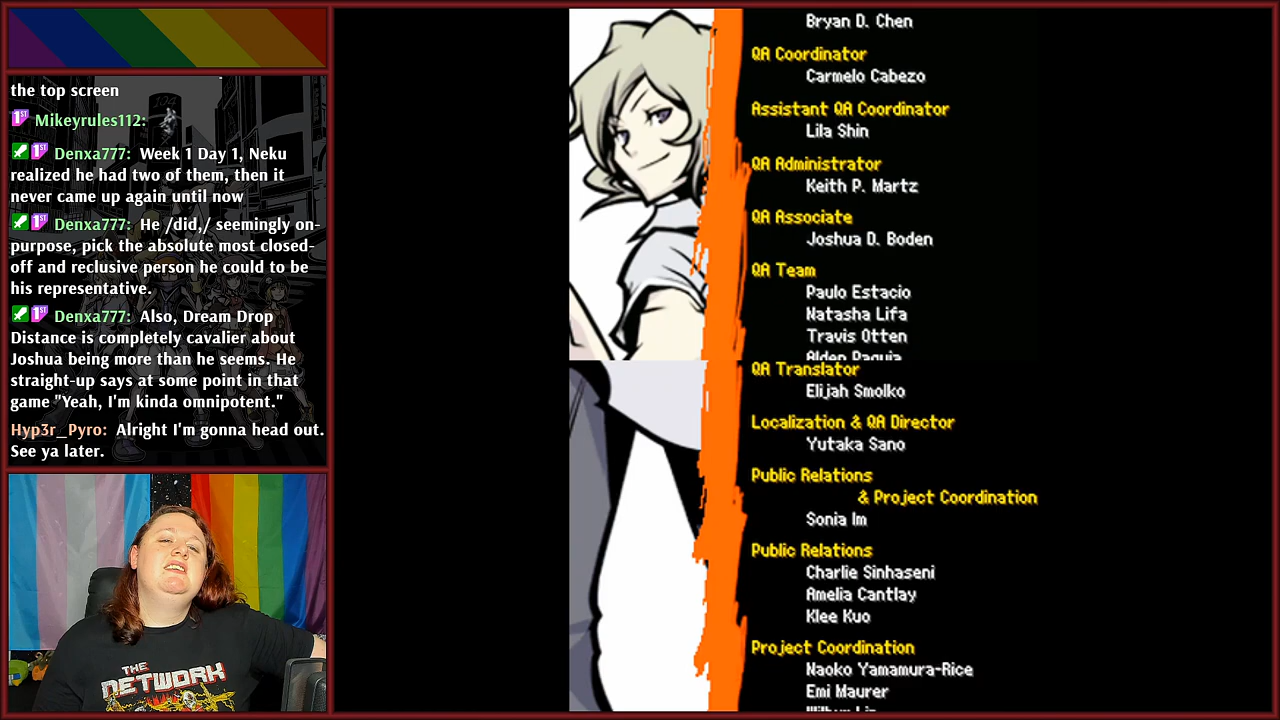 the top screen
1ST Mikeyrules112:
1ST Denxa777: Week 1 Day 1, Neku
realized he had two of them, then it
never came up again until now
1ST Denxa777: He /did,/ seemingly on-
purpose, pick the absolute most closed-
off and reclusive person he could to be
his representative.
1ST Denxa777: Also, Dream Drop
Distance is completely cavalier about
Joshua being more than he seems. He
straight-up says at some point in that
game "Yeah, I'm kinda omnipotent."
Hyp3r_Pyro: Alright I'm gonna head out.
See ya later.
THE
NETWORK
Bryan D. Chen
QA Coordinator
Carmelo Cabezo
Assistant QA Coordinator
Lila Shin
QA Administrator
Keith P. Martz
QA Associate
Joshua D. Boden
QA Team
Paulo Estacio
Natasha Lifa
Travis Otten
Alden Paguia
QA Translator
Elijah Smolko
Localization & QA Director
Yutaka Sano
Public Relations
& Project Coordination
Sonia Im
Public Relations
Charlie Sinhaseni
Amelia Cantlay
Klee Kuo
Project Coordination
Naoko Yamamura-Rice
Emi Maurer